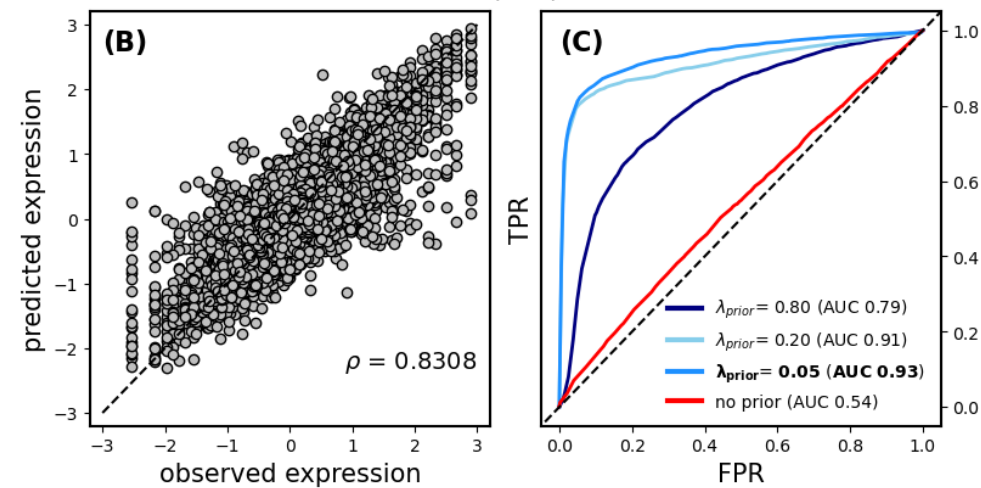 (B)
3
2
1
0
−1
−2
−3
predicted expression
ρ = 0.8308
−3 −2 −1 0 1 2 3
observed expression
(C)
1.0
0.8
0.6
0.4
0.2
0.0
TPR
λprior= 0.80 (AUC 0.79)
λprior= 0.20 (AUC 0.91)
λprior= 0.05 (AUC 0.93)
no prior (AUC 0.54)
0.0 0.2 0.4 0.6 0.8 1.0
FPR